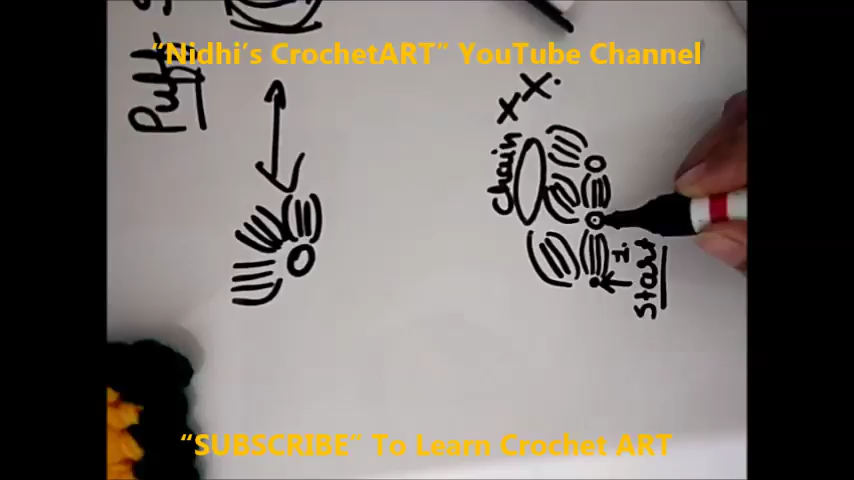 “Nidhi’s CrochetART” YouTube Channel
Puff
chain
x x.
start
“SUBSCRIBE” To Learn Crochet ART